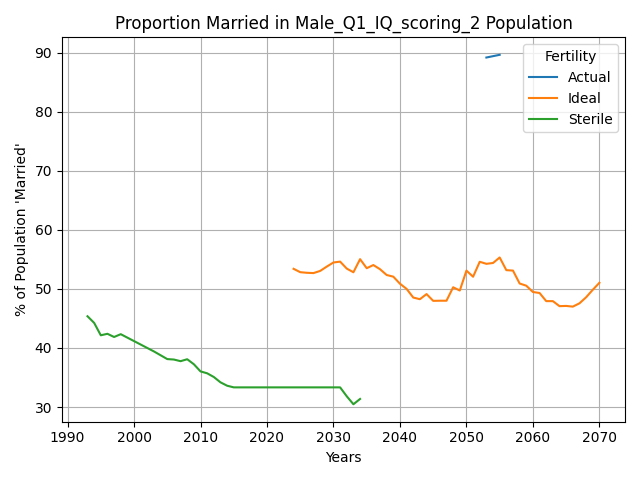 Proportion Married in Male_Q1_IQ_scoring_2 Population
% of Population 'Married'
90
80
70
60
50
40
30
Fertility
Actual
Ideal
Sterile
1990
2000
2010
2020
2030
2040
2050
2060
2070
Years